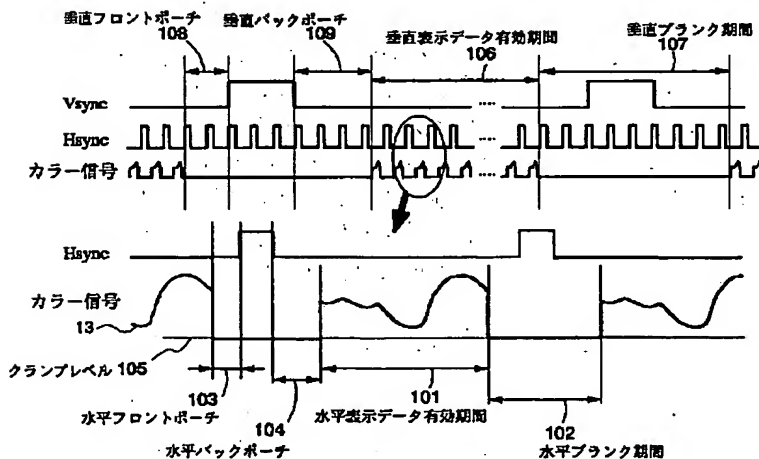 垂直フロントポーチ
108
垂直バックポーチ
109
垂直表示データ有効期間
106
垂直ブランク期間
107
Vsync
Hsync
カラー信号
Hsync
カラー信号
13
クランプレベル 105
103
水平フロントポーチ
104
水平バックポーチ
101
水平表示データ有効期間
102
水平ブランク期間